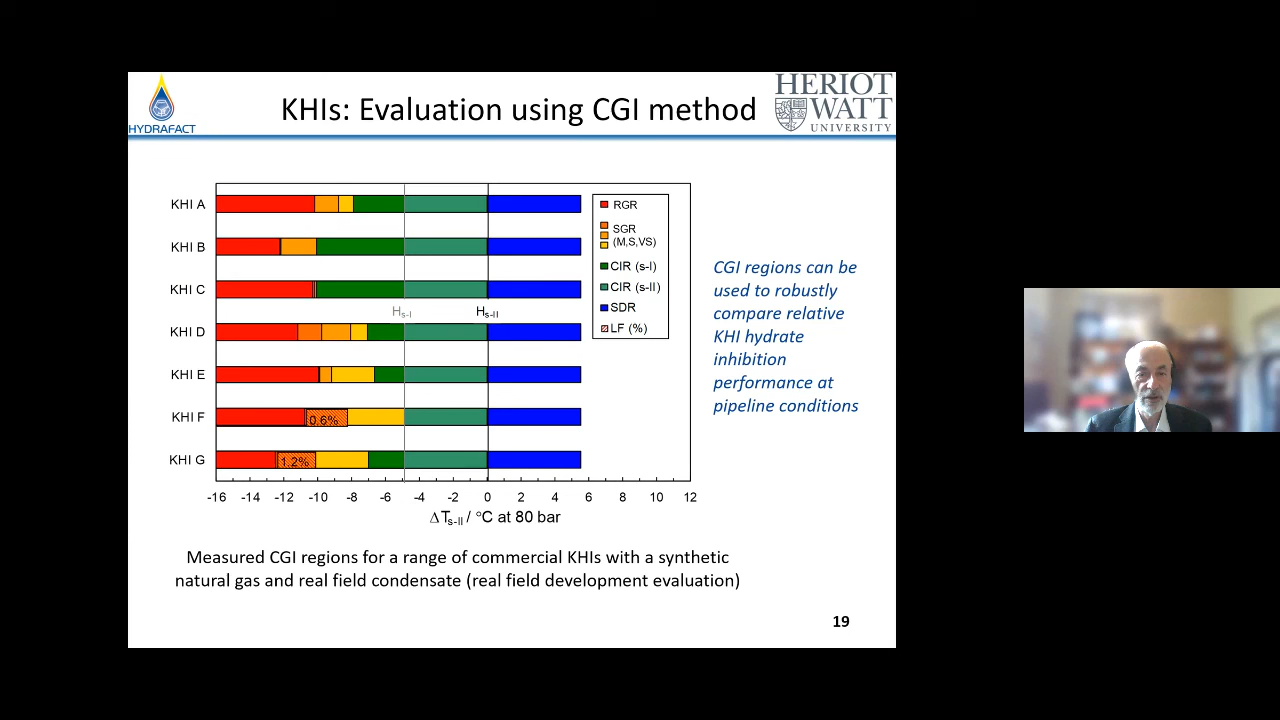 HYDRAFACT
KHIs: Evaluation using CGI method
HERIOT
WATT
UNIVERSITY
KHI A
KHI B
KHI C
KHI D
KHI E
KHI F
KHI G
Hs-I
Hs-II
0.6%
1.2%
RGR
SGR
(M,S,VS)
CIR (s-I)
CIR (s-II)
SDR
LF (%)
-16 -14 -12 -10 -8 -6 -4 -2 0 2 4 6 8 10 12
ΔTs-II / °C at 80 bar
CGI regions can be
used to robustly
compare relative
KHI hydrate
inhibition
performance at
pipeline conditions
Measured CGI regions for a range of commercial KHIs with a synthetic
natural gas and real field condensate (real field development evaluation)
19